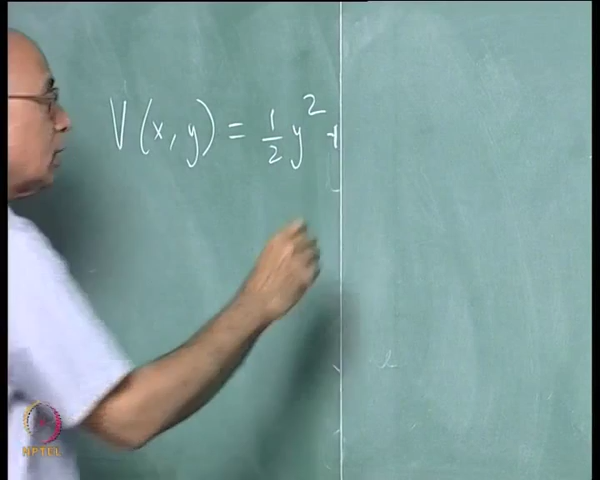 V(x, y) = 1/2 y² +
NPTEL